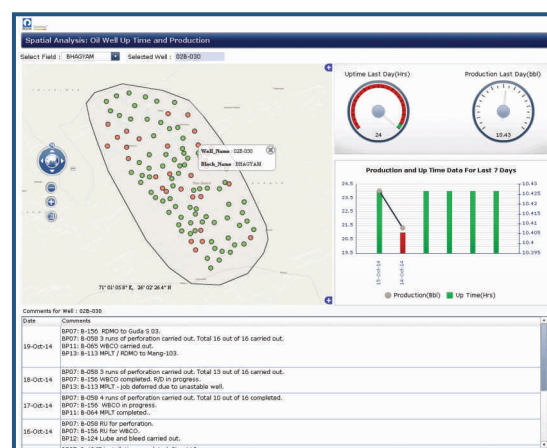 Spatial Analysis: Oil Well Up Time and Production
Select Field : BHAGYAM Selected Well : 02B-030
Well_Name : 02B-030
Block_Name : BHAGYAM
71° 01' 05.8" E, 26° 02' 26.4" N
Uptime Last Day(Hrs)
24
Production Last Day(bbl)
10.43
Production and Up Time Data For Last 7 Days
24.5
23.5
22.5
21.5
20.5
19.5
10.43
10.425
10.42
10.415
10.41
10.405
10.4
10.395
15-Oct-14
14-Oct-14
Production(Bbl) Up Time(Hrs)
Comments for Well : 02B-030
Date Comments
19-Oct-14
BP07: B-156 RDMO to Guda S 03.
BP07: B-058 3 runs of perforation carried out. Total 16 out of 16 carried out.
BP11: B-065 WBCO carried out.
BP13: B-113 MPLT / RDMO to Mang-103.
18-Oct-14
BP07: B-058 3 runs of perforation carried out. Total 13 out of 16 carried out.
BP07: B-156 WBCO completed. R/D in progress.
BP13: B-113 MPLT - job deferred due to unastable well.
17-Oct-14
BP07: B-058 4 runs of perforation carried out. Total 10 out of 16 completed.
BP07: B-156 WBCO in progress.
BP11: B-064 MPLT completed..
15-Oct-14
BP07: B-058 RU for perforation.
BP07: B-156 RU for WBCO.
BP12: B-124 Lube and bleed carried out.